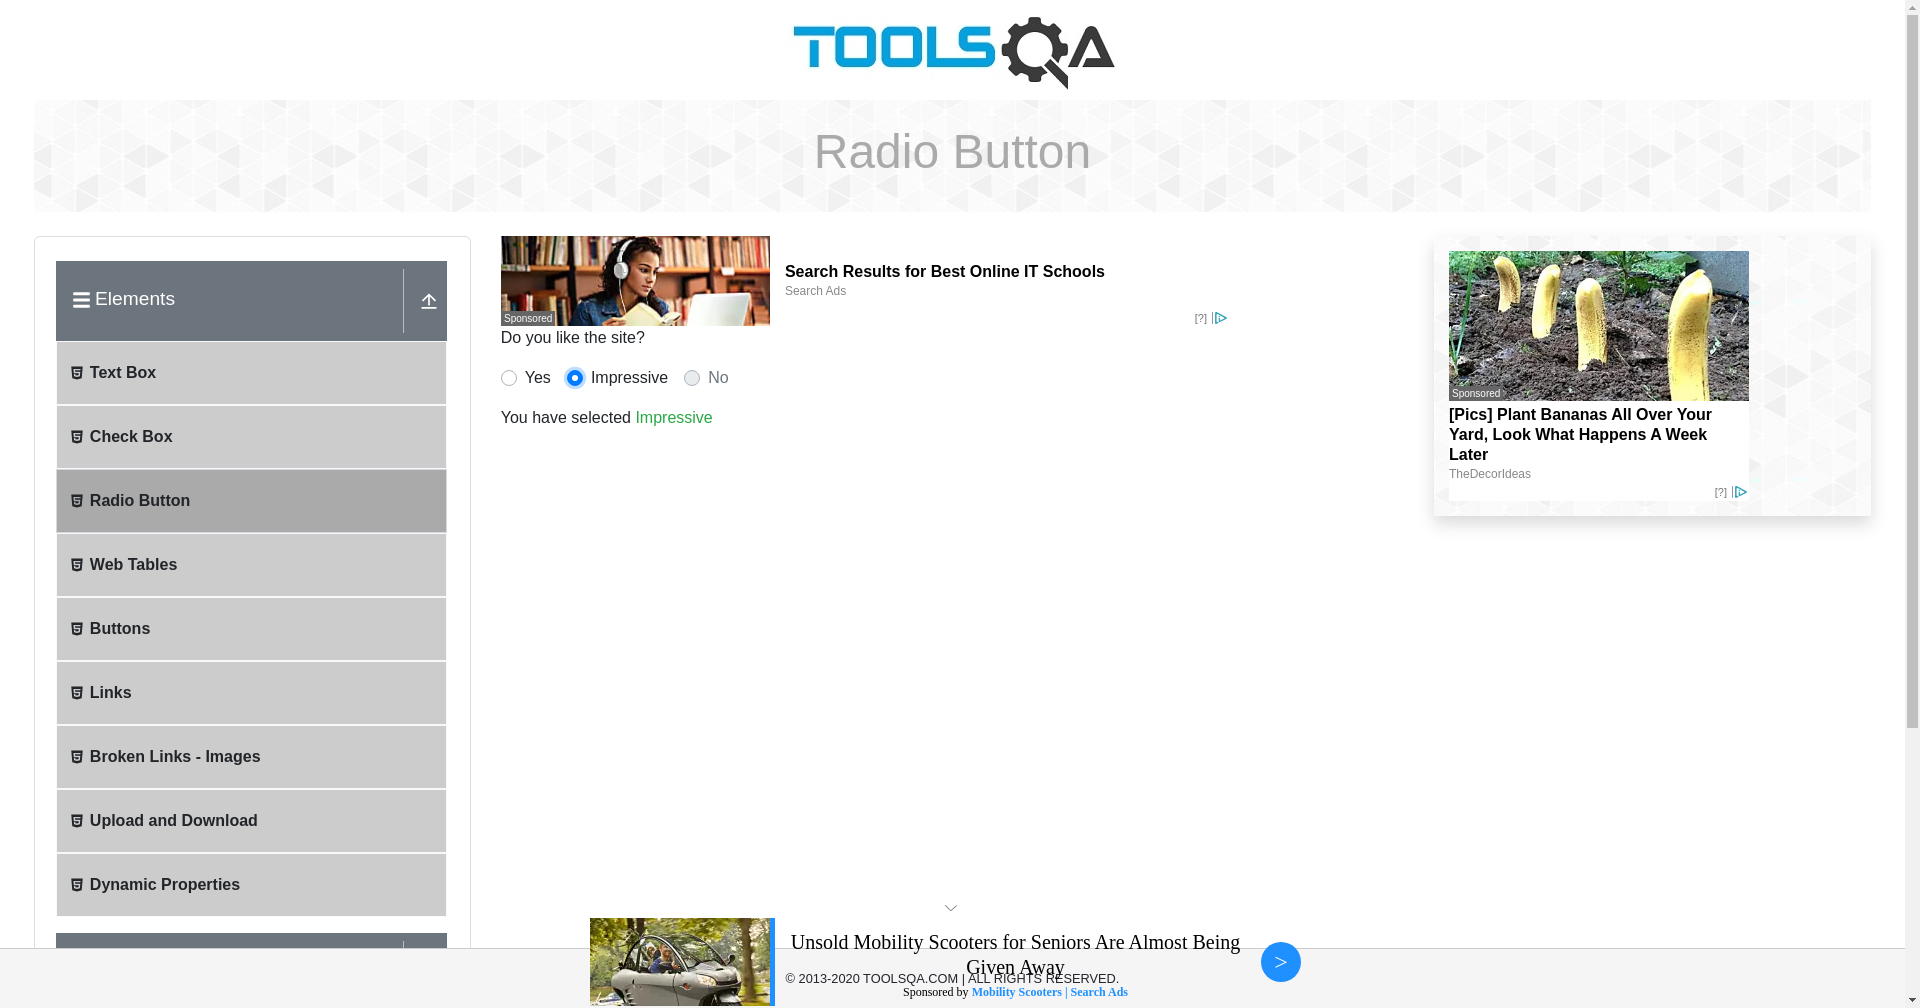 TOOLSQA
Radio Button
Elements
Text Box
Check Box
Radio Button
Web Tables
Buttons
Links
Broken Links - Images
Upload and Download
Dynamic Properties
Sponsored
Search Results for Best Online IT Schools
Search Ads
[?]
Do you like the site?
Yes Impressive No
You have selected Impressive
Sponsored
[Pics] Plant Bananas All Over Your
Yard, Look What Happens A Week
Later
TheDecorIdeas
[?]
Unsold Mobility Scooters for Seniors Are Almost Being
Given Away
>
© 2013-2020 TOOLSQA.COM | ALL RIGHTS RESERVED.
Sponsored by Mobility Scooters | Search Ads